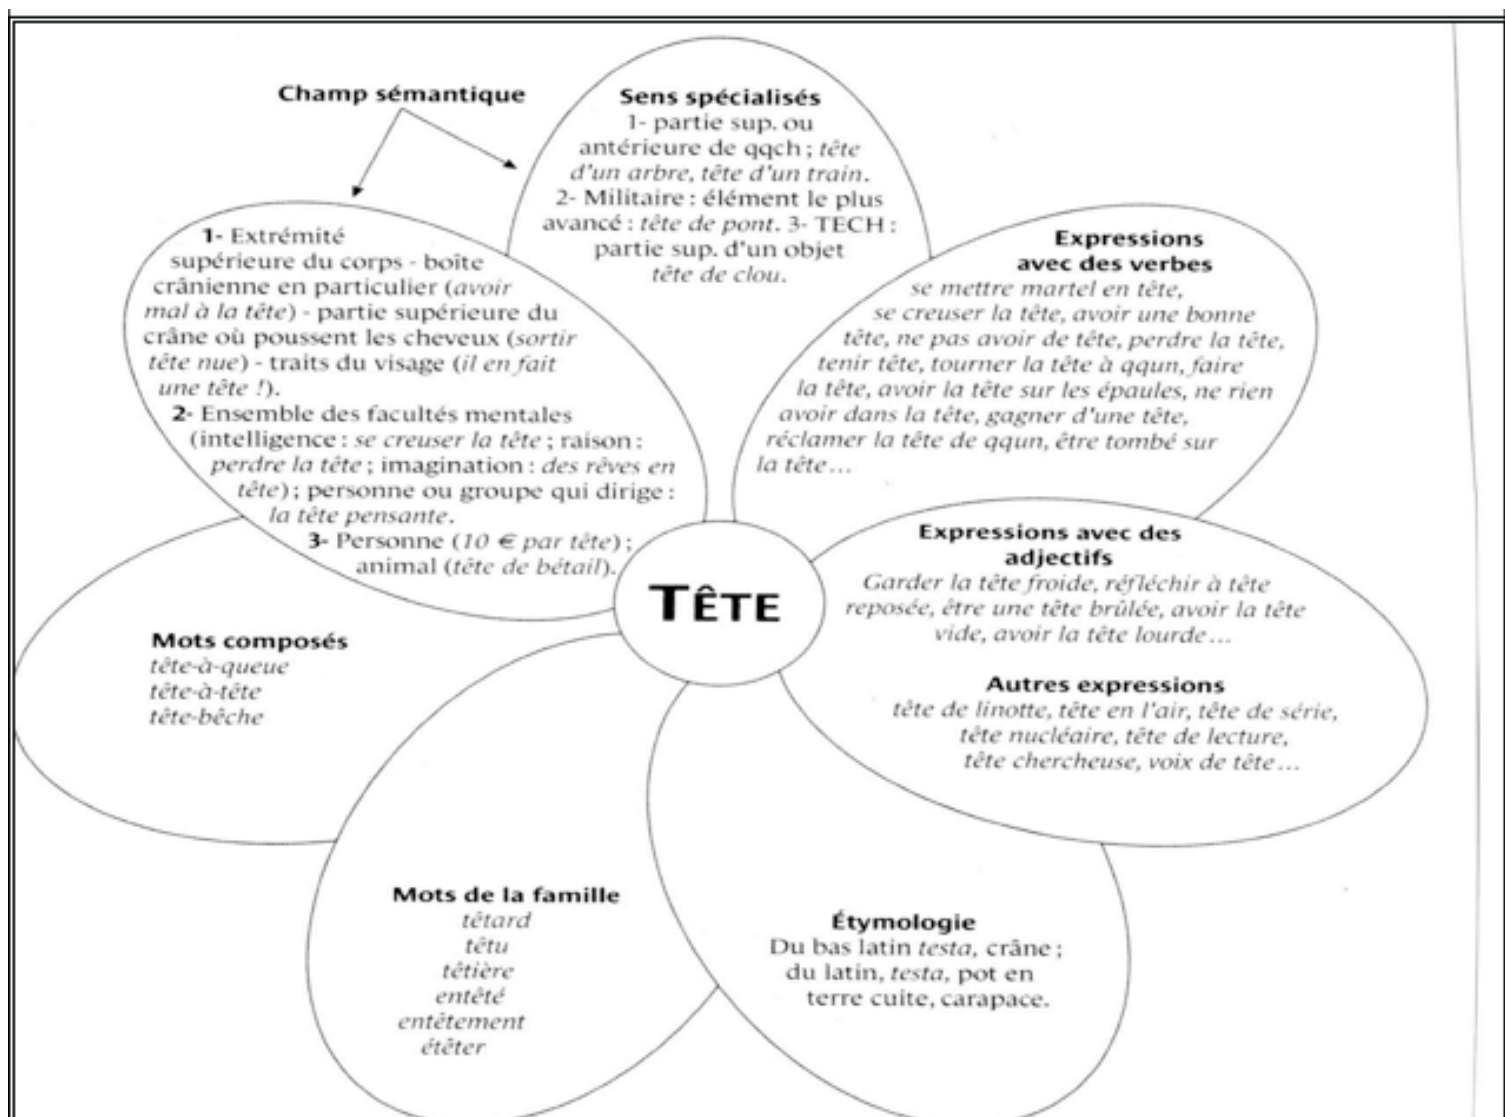 Champ sémantique
Sens spécialisés
1- partie sup. ou
antérieure de qqch ; tête
d'un arbre, tête d'un train.
2- Militaire : élément le plus
avancé : tête de pont. 3- TECH :
partie sup. d'un objet
tête de clou.
1- Extrémité
supérieure du corps - boîte
crânienne en particulier (avoir
mal à la tête) - partie supérieure du
crâne où poussent les cheveux (sortir
tête nue) - traits du visage (il en fait
une tête !).
2- Ensemble des facultés mentales
(intelligence : se creuser la tête ; raison :
perdre la tête ; imagination : des rêves en
tête) ; personne ou groupe qui dirige :
la tête pensante.
3- Personne (10 € par tête) ;
animal (tête de bétail).
Expressions
avec des verbes
se mettre martel en tête,
se creuser la tête, avoir une bonne
tête, ne pas avoir de tête, perdre la tête,
tenir tête, tourner la tête à qqun, faire
la tête, avoir la tête sur les épaules, ne rien
avoir dans la tête, gagner d'une tête,
réclamer la tête de qqun, être tombé sur
la tête...
Expressions avec des
adjectifs
Garder la tête froide, réfléchir à tête
reposée, être une tête brûlée, avoir la tête
vide, avoir la tête lourde...
Autres expressions
tête de linotte, tête en l'air, tête de série,
tête nucléaire, tête de lecture,
tête chercheuse, voix de tête...
TÊTE
Mots composés
tête-à-queue
tête-à-tête
tête-bêche
Mots de la famille
têtard
têtu
têtière
entêté
entêtement
étêter
Étymologie
Du bas latin testa, crâne ;
du latin, testa, pot en
terre cuite, carapace.